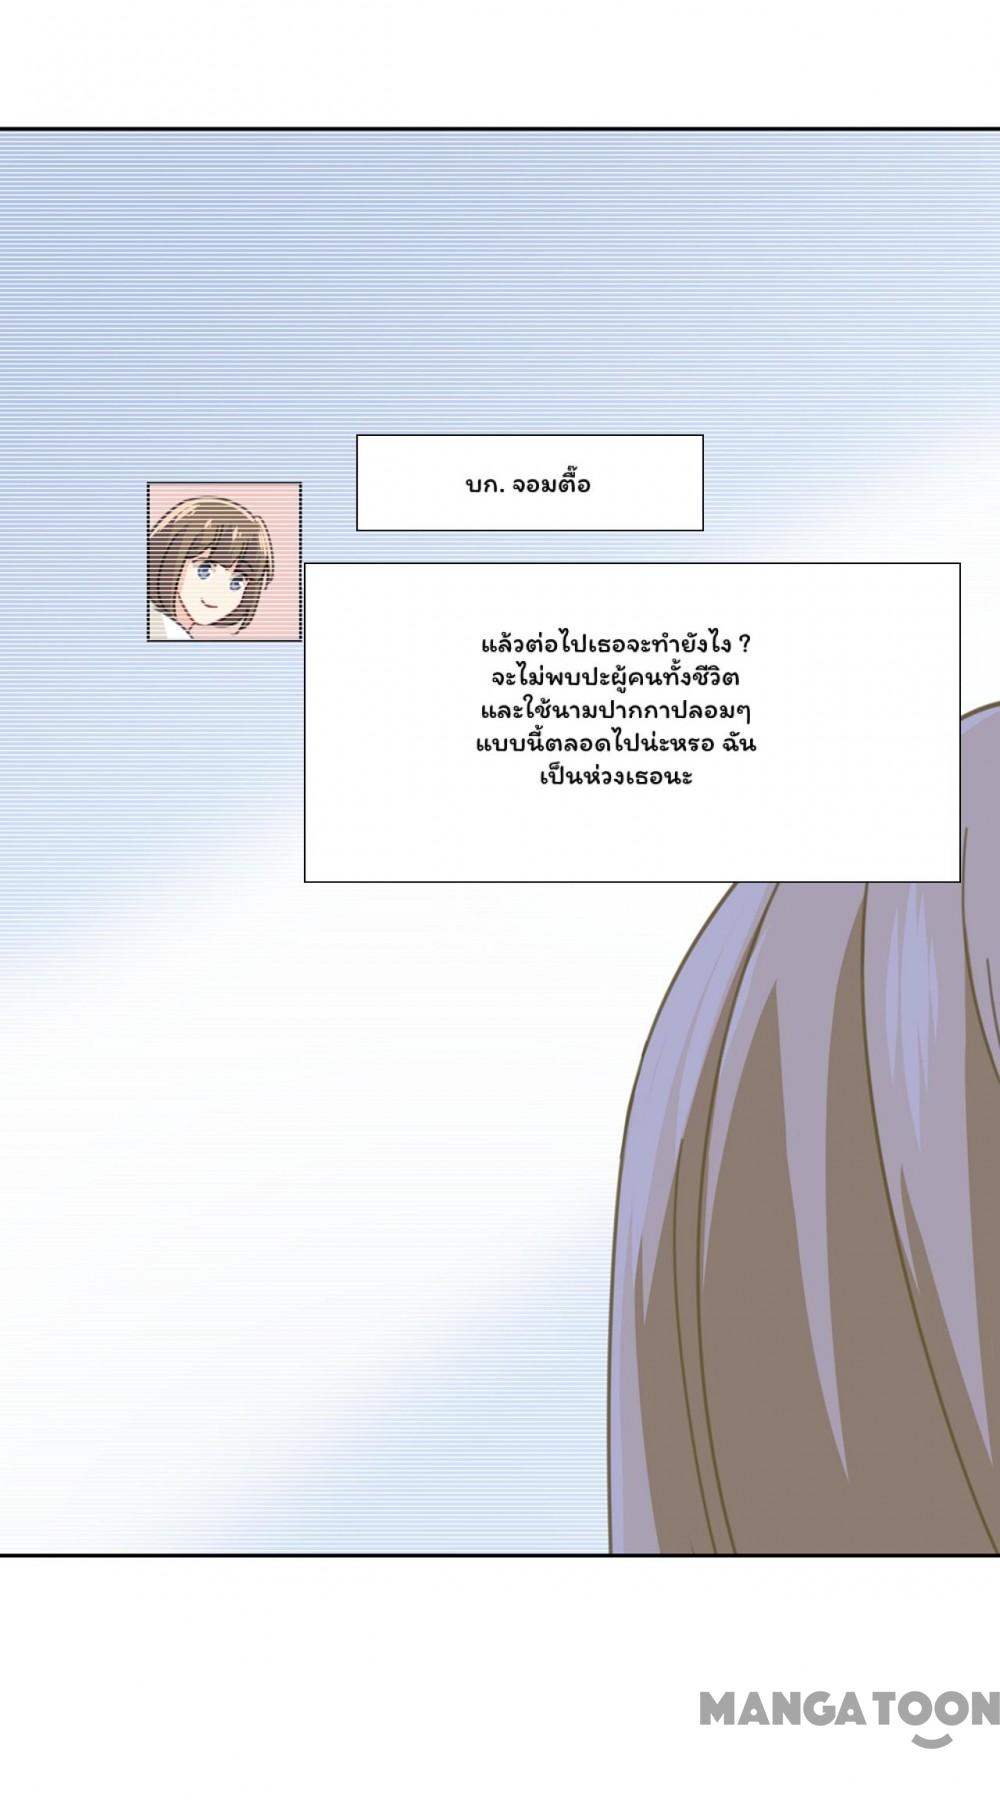 บก. จอมตื๊อ
แล้วต่อไปเธอจะทำยังไง ?
จะไม่พบปะผู้คนทั้งชีวิต
และใช้นามปากกาปลอมๆ
แบบนี้ตลอดไปน่ะหรอ ฉัน
เป็นห่วงเธอนะ
MANGATOON